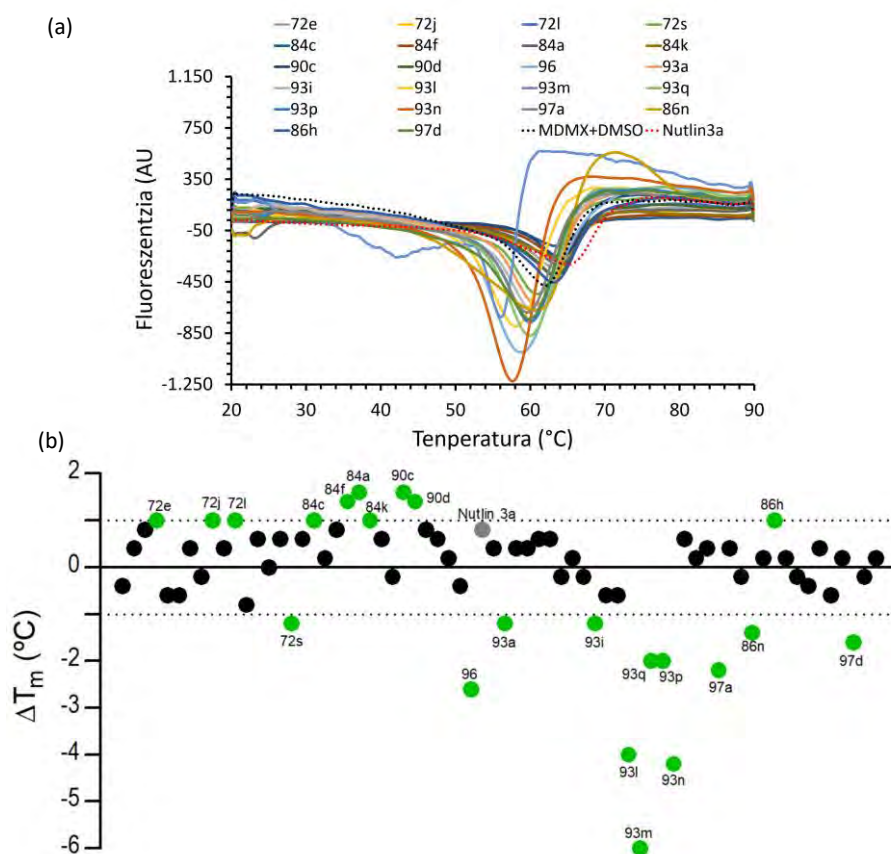 (a)
72e 72j 72l 72s
84c 84f 84a 84k
90c 90d 96 93a
93i 93l 93m 93q
93p 93n 97a 86n
86h 97d MDMX+DMSO Nutlin3a
1.150
750
350
-50
-450
-850
-1.250
Fluoreszentzia (AU
20 30 40 50 60 70 80 90
Tenperatura (°C)
(b)
2
0
-2
-3
-4
-5
-6
ΔTm (ºC)
72e
72j
72l
84c
84f
84a
84k
90c
90d
Nutlin 3a
86h
72s
96
93a
93i
93q
93p
97a
86n
97d
93l
93n
93m